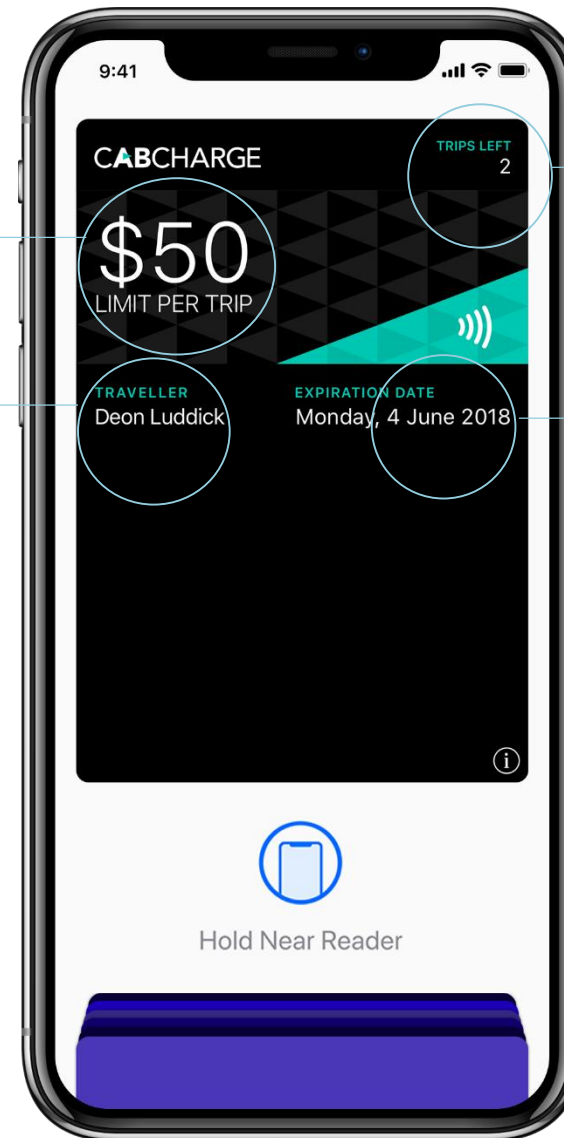 9:41
CABCHARGE
TRIPS LEFT
2
$50
LIMIT PER TRIP
TRAVELLER
Deon Luddick
EXPIRATION DATE
Monday, 4 June 2018
i
Hold Near Reader